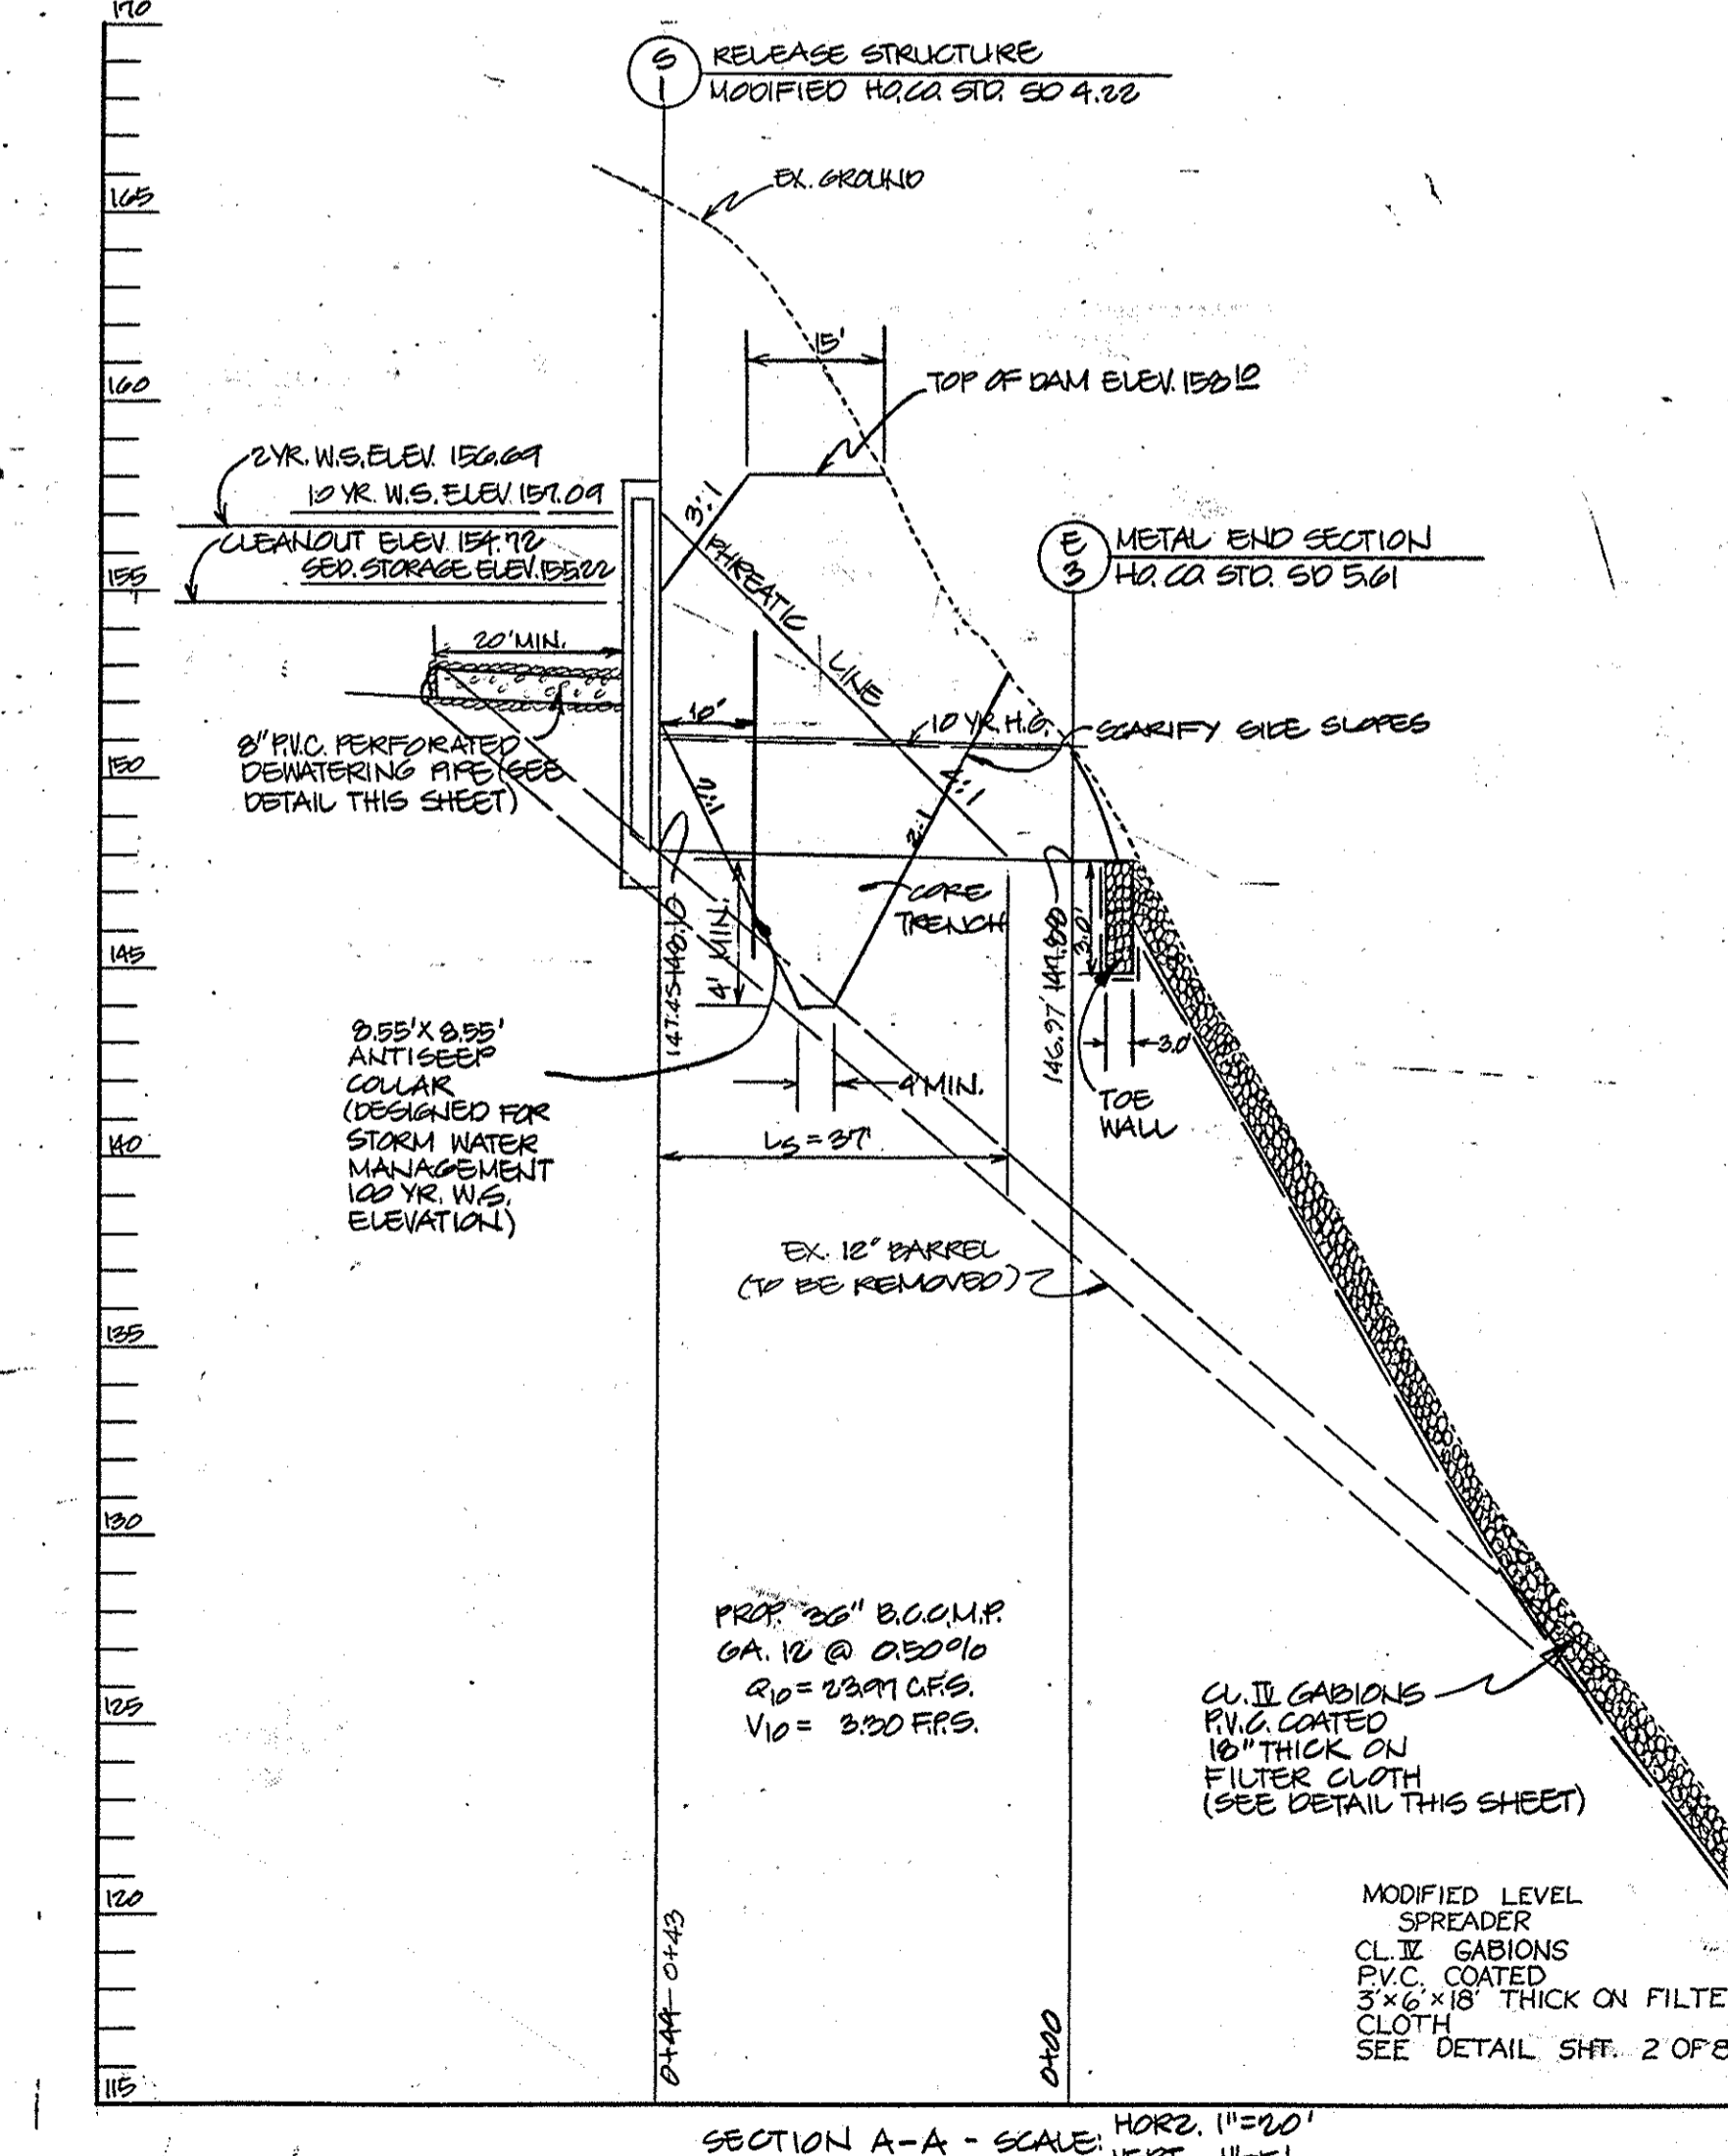 170
165
160
155
150
145
140
135
130
125
120
115
S
1
RELEASE STRUCTURE
MODIFIED HO.CO. STD. SD 4.22
EX. GROUND
15'
TOP OF DAM ELEV. 158 10
2 YR. W.S. ELEV. 156.69
10 YR. W.S. ELEV. 157.09
CLEANOUT ELEV. 154.72
SED. STORAGE ELEV. 155.22
3:1
PHREATIC LINE
E
3
METAL END SECTION
HO. CO. STD. SD 5.61
20' MIN.
10'
10 YR. H.G.
SCARIFY SIDE SLOPES
8" P.V.C. PERFORATED
DEWATERING PIPE (SEE
DETAIL THIS SHEET)
2:1
4:1
2:1
CORE
TRENCH
4' MIN.
147.45 148.10
146.97' 147.88
3.0'
3.0'
TOE
WALL
8.55' X 8.55'
ANTISEEP
COLLAR
(DESIGNED FOR
STORM WATER
MANAGEMENT
100 YR. W.S.
ELEVATION)
4' MIN.
LS = 37'
EX. 12" BARREL
(TO BE REMOVED)
PROP. 36" B.C.C.M.P.
GA. 12 @ 0.50%
Q10 = 23.97 C.F.S.
V10 = 3.30 F.P.S.
CL. IV GABIONS
P.V.C. COATED
18" THICK ON
FILTER CLOTH
(SEE DETAIL THIS SHEET)
MODIFIED LEVEL
SPREADER
CL. IV GABIONS
P.V.C. COATED
3'x6'x18' THICK ON FILTE
CLOTH
SEE DETAIL SHT. 2 OF 8
0+44 0+43
0+00
SECTION A-A - SCALE: HORZ. 1"=20'